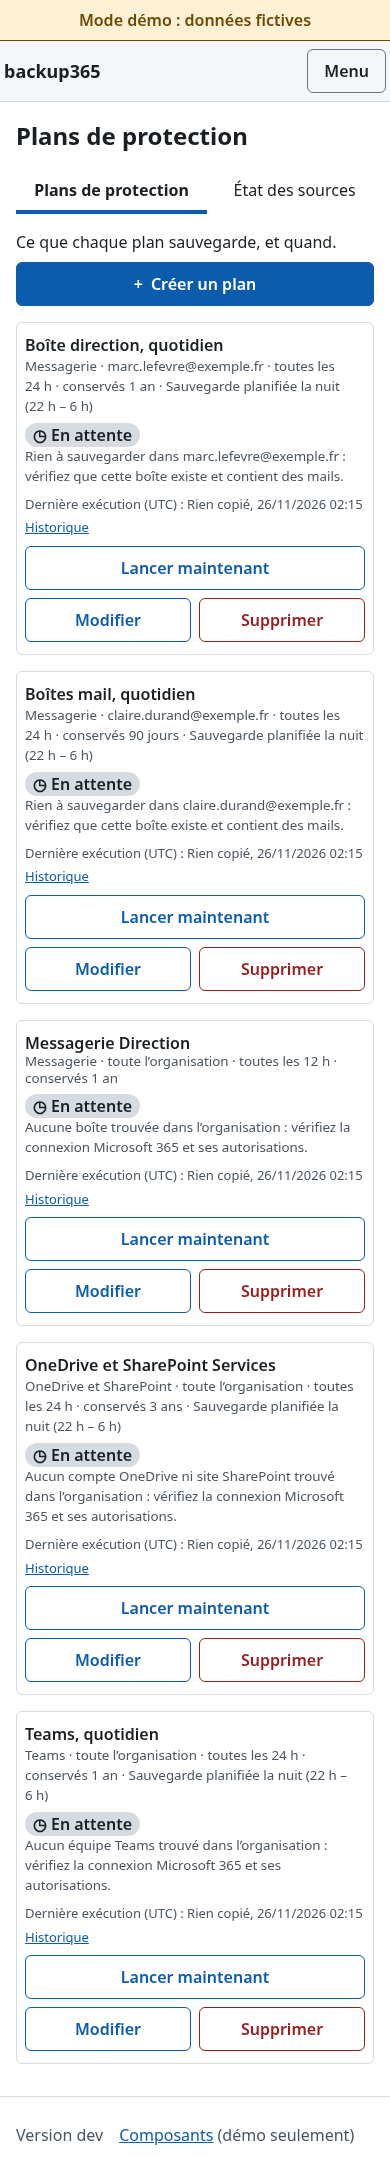 Mode démo : données fictives
backup365
Menu
Plans de protection
Plans de protection
État des sources
Ce que chaque plan sauvegarde, et quand.
+ Créer un plan
Boîte direction, quotidien
Messagerie · marc.lefevre@exemple.fr · toutes les
24 h · conservés 1 an · Sauvegarde planifiée la nuit
(22 h – 6 h)
En attente
Rien à sauvegarder dans marc.lefevre@exemple.fr :
vérifiez que cette boîte existe et contient des mails.
Dernière exécution (UTC) : Rien copié, 26/11/2026 02:15
Historique
Lancer maintenant
Modifier
Supprimer
Boîtes mail, quotidien
Messagerie · claire.durand@exemple.fr · toutes les
24 h · conservés 90 jours · Sauvegarde planifiée la nuit
(22 h – 6 h)
En attente
Rien à sauvegarder dans claire.durand@exemple.fr :
vérifiez que cette boîte existe et contient des mails.
Dernière exécution (UTC) : Rien copié, 26/11/2026 02:15
Historique
Lancer maintenant
Modifier
Supprimer
Messagerie Direction
Messagerie · toute l’organisation · toutes les 12 h ·
conservés 1 an
En attente
Aucune boîte trouvée dans l’organisation : vérifiez la
connexion Microsoft 365 et ses autorisations.
Dernière exécution (UTC) : Rien copié, 26/11/2026 02:15
Historique
Lancer maintenant
Modifier
Supprimer
OneDrive et SharePoint Services
OneDrive et SharePoint · toute l’organisation · toutes
les 24 h · conservés 3 ans · Sauvegarde planifiée la
nuit (22 h – 6 h)
En attente
Aucun compte OneDrive ni site SharePoint trouvé
dans l’organisation : vérifiez la connexion Microsoft
365 et ses autorisations.
Dernière exécution (UTC) : Rien copié, 26/11/2026 02:15
Historique
Lancer maintenant
Modifier
Supprimer
Teams, quotidien
Teams · toute l’organisation · toutes les 24 h ·
conservés 1 an · Sauvegarde planifiée la nuit (22 h –
6 h)
En attente
Aucun équipe Teams trouvé dans l’organisation :
vérifiez la connexion Microsoft 365 et ses
autorisations.
Dernière exécution (UTC) : Rien copié, 26/11/2026 02:15
Historique
Lancer maintenant
Modifier
Supprimer
Version dev Composants (démo seulement)